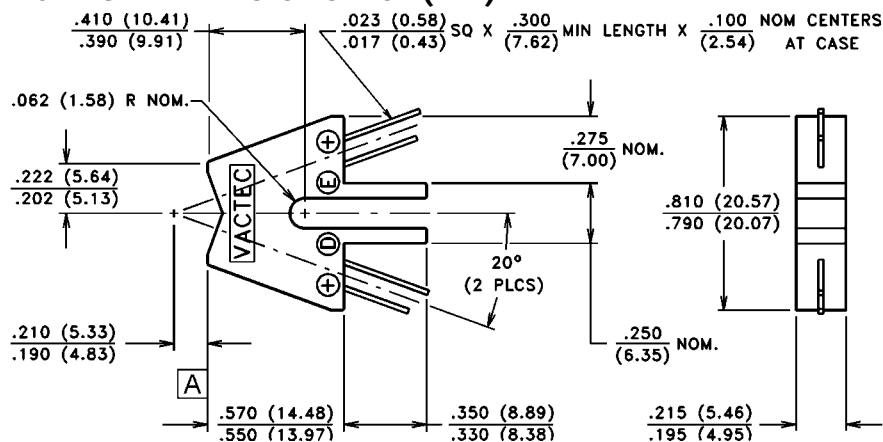 .410 (10.41)
.390 (9.91)
.023 (0.58)
.017 (0.43)
SQ X .300
(7.62)
MIN LENGTH X .100
(2.54)
NOM CENTERS
AT CASE
.062 (1.58) R NOM.
.222 (5.64)
.202 (5.13)
VACTEC
+
E
D
+
.275
(7.00)
NOM.
.810 (20.57)
.790 (20.07)
20°
(2 PLCS)
.210 (5.33)
.190 (4.83)
.250
(6.35)
NOM.
A
.570 (14.48)
.550 (13.97)
.350 (8.89)
.330 (8.38)
.215 (5.46)
.195 (4.95)